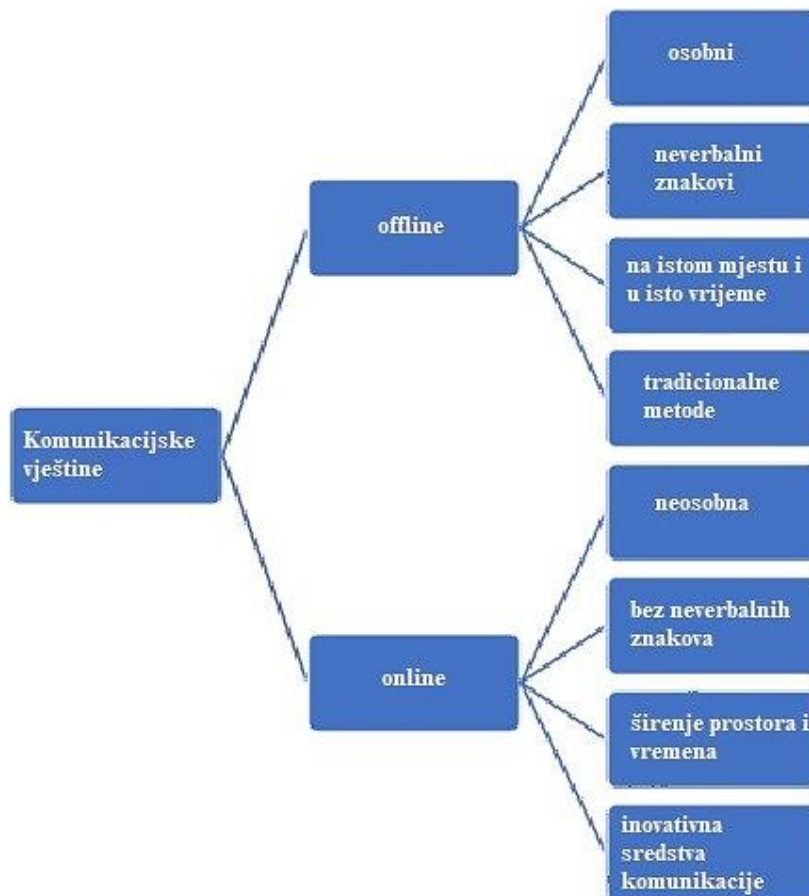 Komunikacijske
vještine
offline
osobni
neverbalni
znakovi
na istom mjestu i
u isto vrijeme
tradicionalne
metode
online
neosobna
bez neverbalnih
znakova
širenje prostora i
vremena
inovativna
sredstva
komunikacije